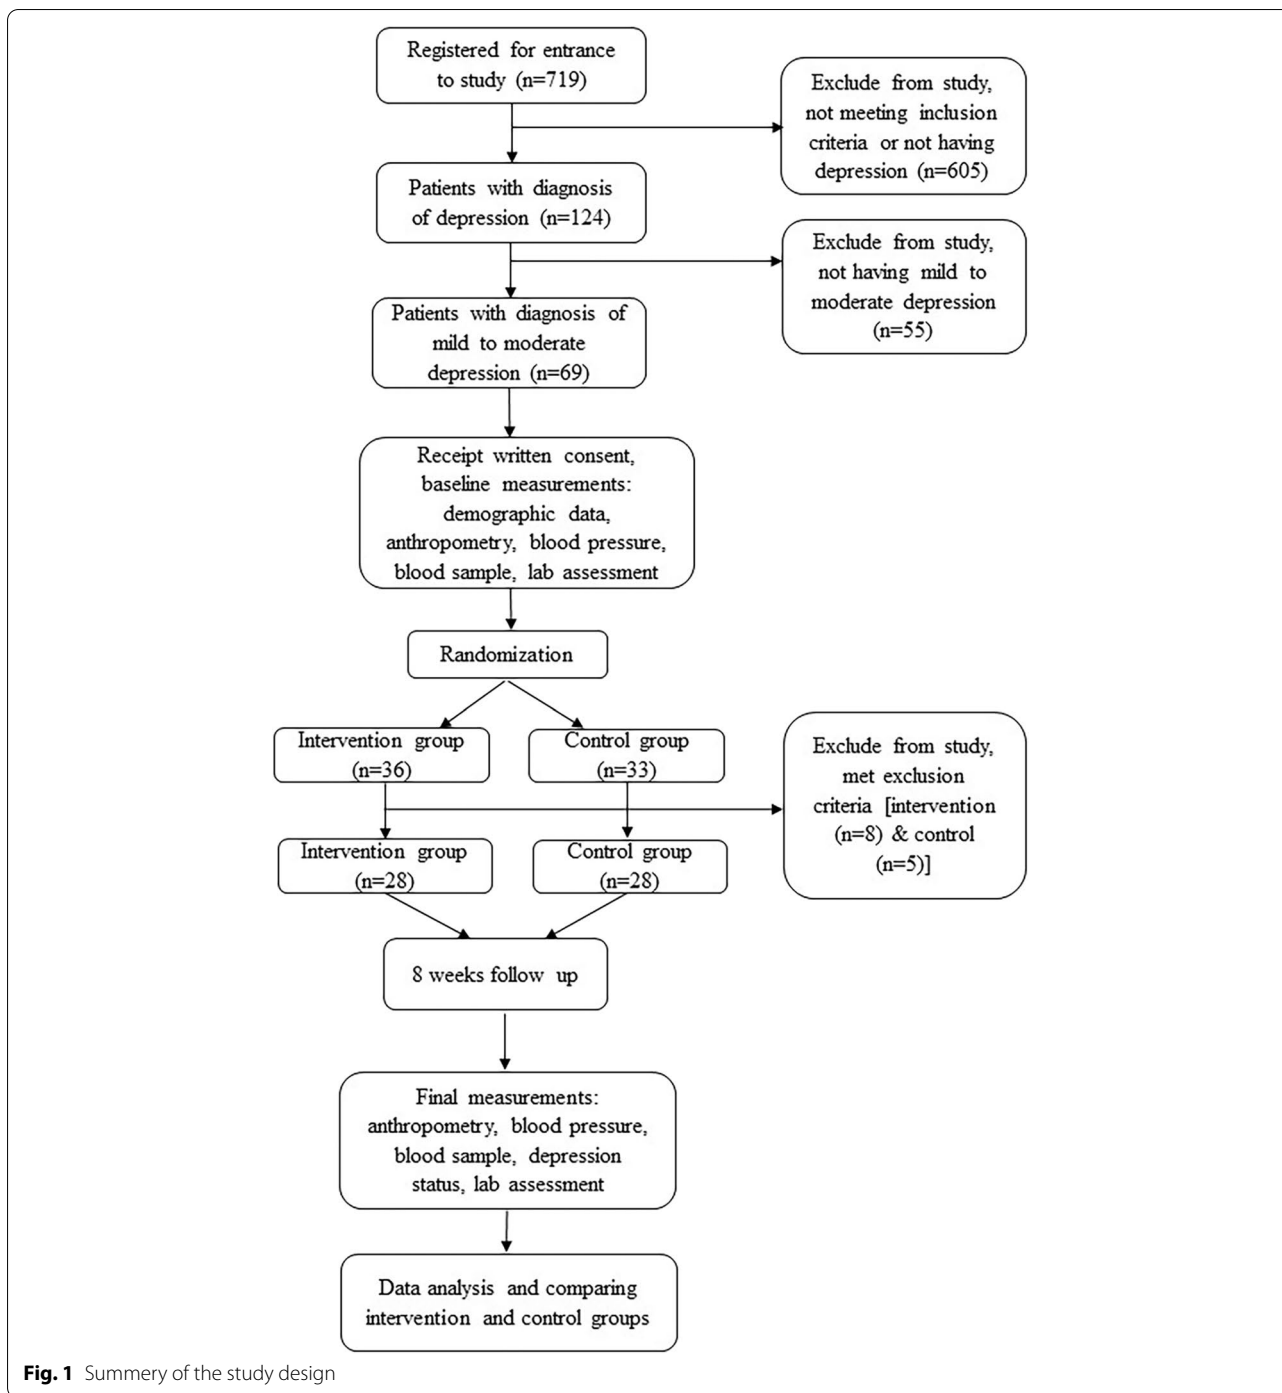 Registered for entrance
to study (n=719)
Exclude from study,
not meeting inclusion
criteria or not having
depression (n=605)
Patients with diagnosis
of depression (n=124)
Exclude from study,
not having mild to
moderate depression
(n=55)
Patients with diagnosis of
mild to moderate
depression (n=69)
Receipt written consent,
baseline measurements:
demographic data,
anthropometry, blood pressure,
blood sample, lab assessment
Randomization
Intervention group
(n=36)
Control group
(n=33)
Exclude from study,
met exclusion
criteria [intervention
(n=8) & control
(n=5)]
Intervention group
(n=28)
Control group
(n=28)
8 weeks follow up
Final measurements:
anthropometry, blood pressure,
blood sample, depression
status, lab assessment
Data analysis and comparing
intervention and control groups
Fig. 1 Summery of the study design